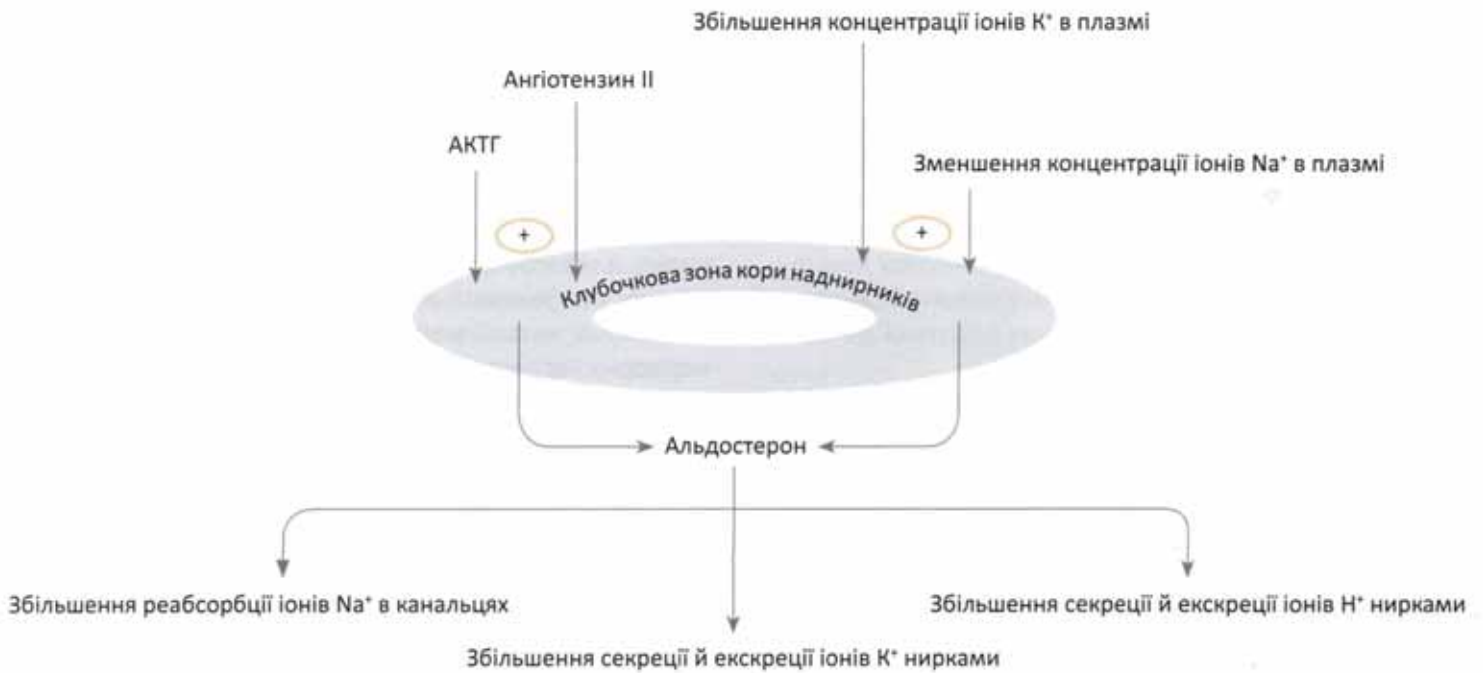 Збільшення концентрації іонів K⁺ в плазмі
Ангіотензин II
АКТГ
Зменшення концентрації іонів Na⁺ в плазмі
+
+
Клубочкова зона кори наднирників
Альдостерон
Збільшення реабсорбції іонів Na⁺ в канальцях
Збільшення секреції й екскреції іонів H⁺ нирками
Збільшення секреції й екскреції іонів K⁺ нирками